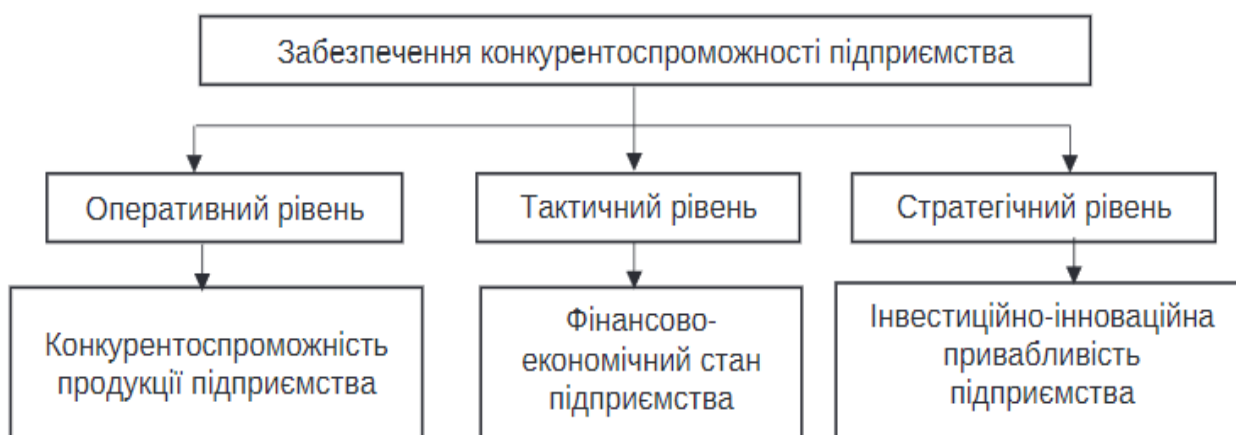 Забезпечення конкурентоспроможності підприємства
Оперативний рівень
Тактичний рівень
Стратегічний рівень
Конкурентоспроможність
продукції підприємства
Фінансово-
економічний стан
підприємства
Інвестиційно-інноваційна
привабливість
підприємства